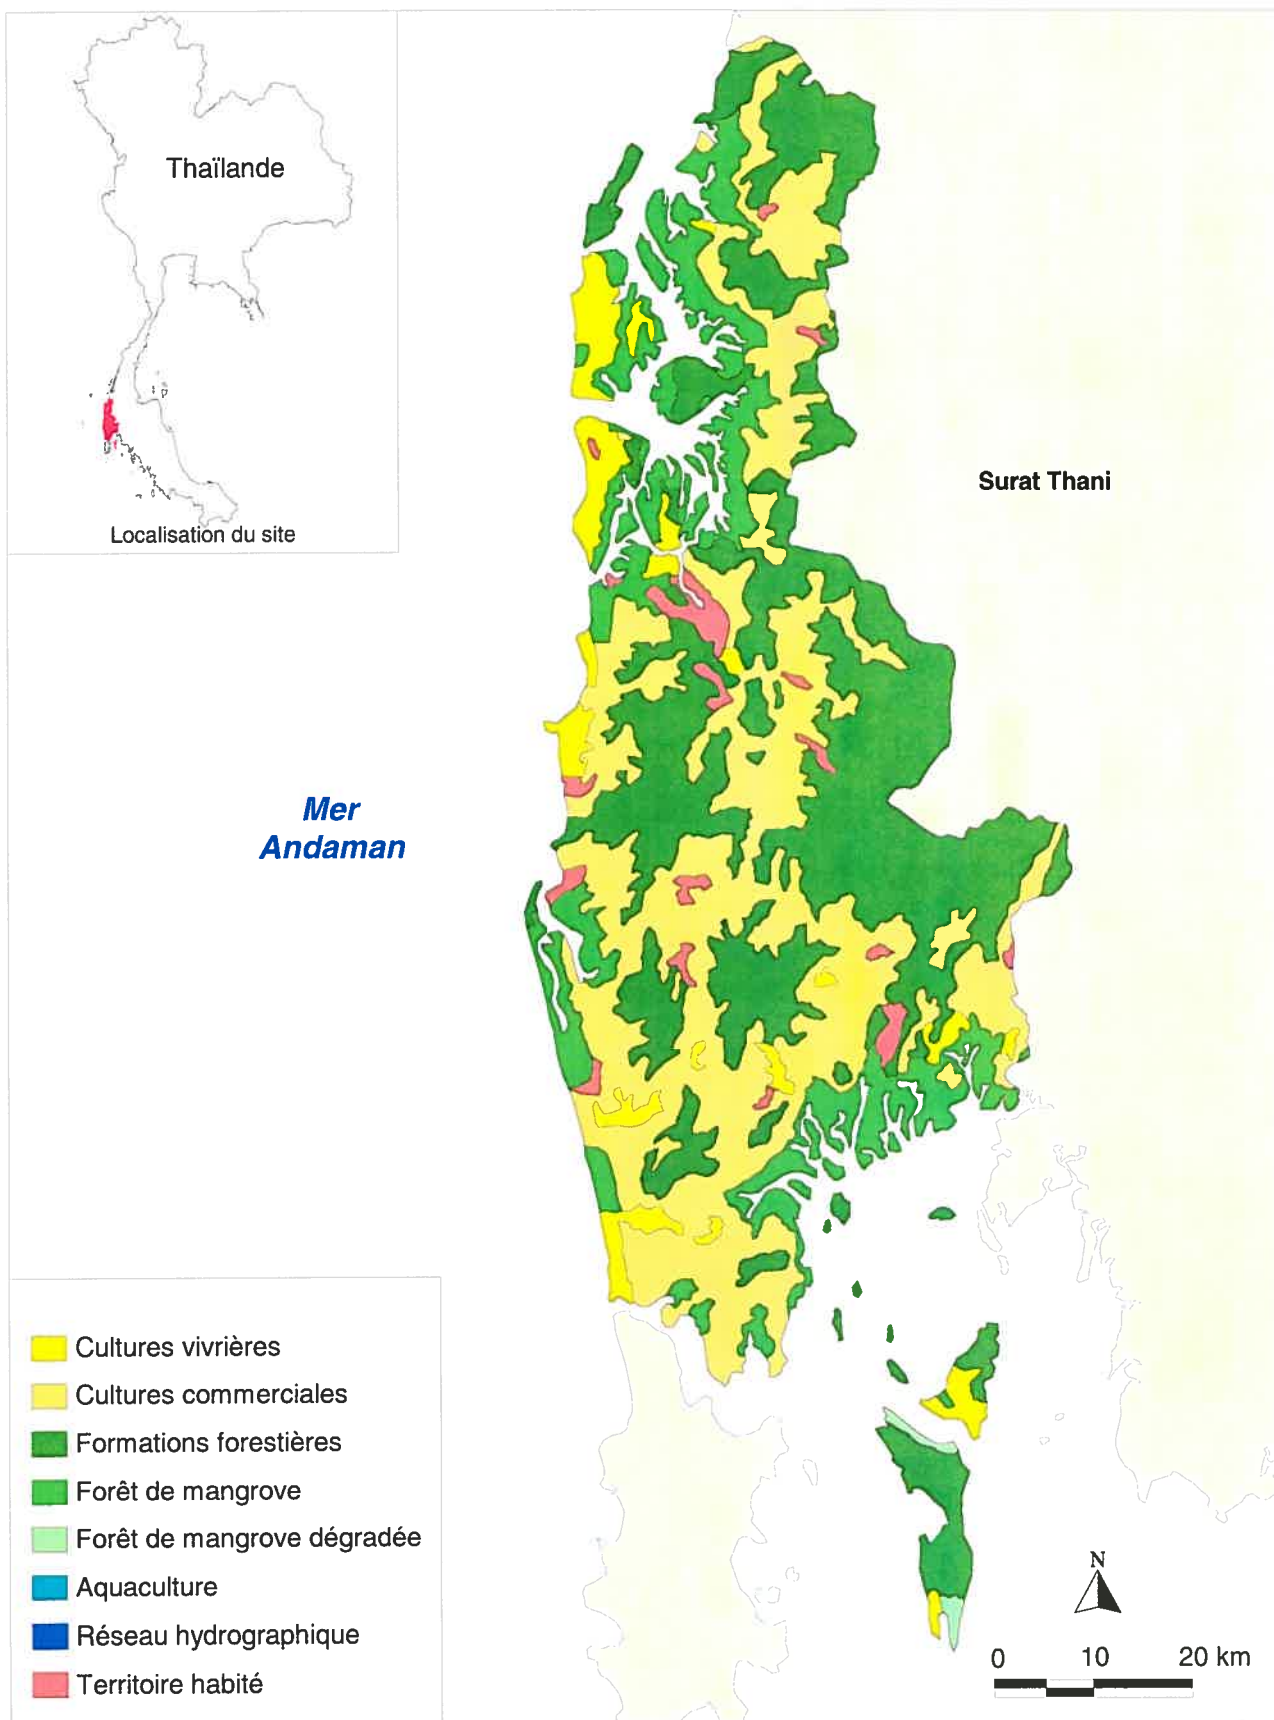 Thaïlande
Localisation du site
Surat Thani
Mer
Andaman
Cultures vivrières
Cultures commerciales
Formations forestières
Forêt de mangrove
Forêt de mangrove dégradée
Aquaculture
Réseau hydrographique
Territoire habité
N
0 10 20 km